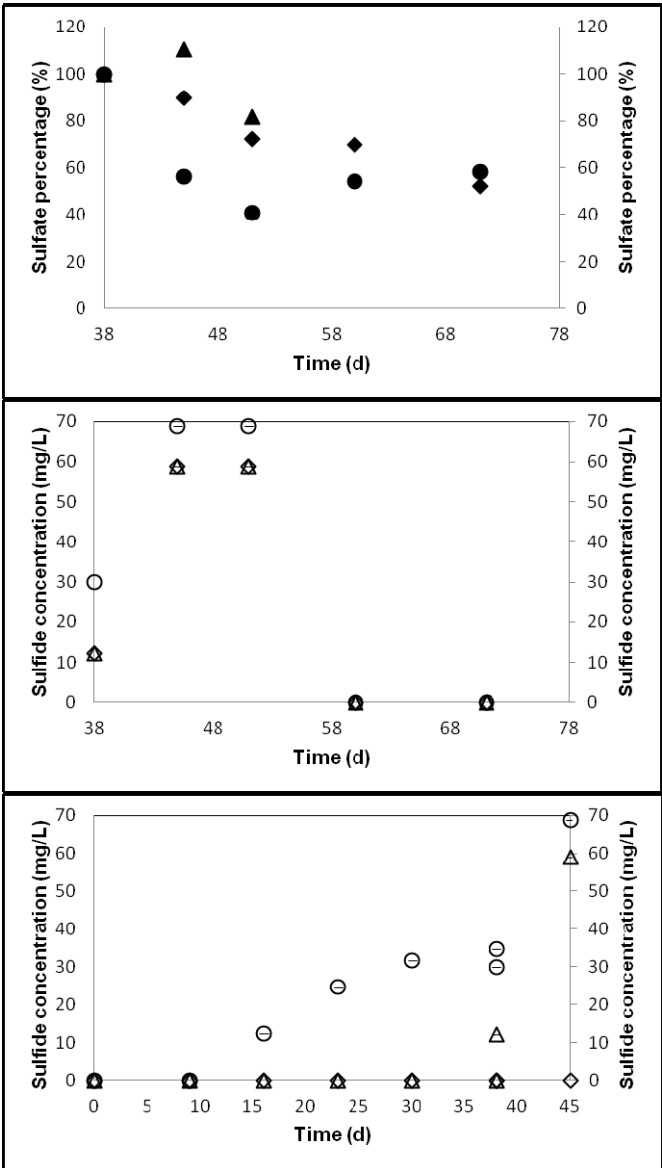 120 120
100 100
80 80
60 60
40 40
20 20
0 0
38 48 58 68 78
Sulfate percentage (%)
Sulfate percentage (%)
Time (d)
70 70
60 60
50 50
40 40
30 30
20 20
10 10
0 0
38 48 58 68 78
Sulfide concentration (mg/L)
Sulfide concentration (mg/L)
Time (d)
70 70
60 60
50 50
40 40
30 30
20 20
10 10
0 0
0 5 10 15 20 25 30 35 40 45
Sulfide concentration (mg/L)
Sulfide concentration (mg/L)
Time (d)